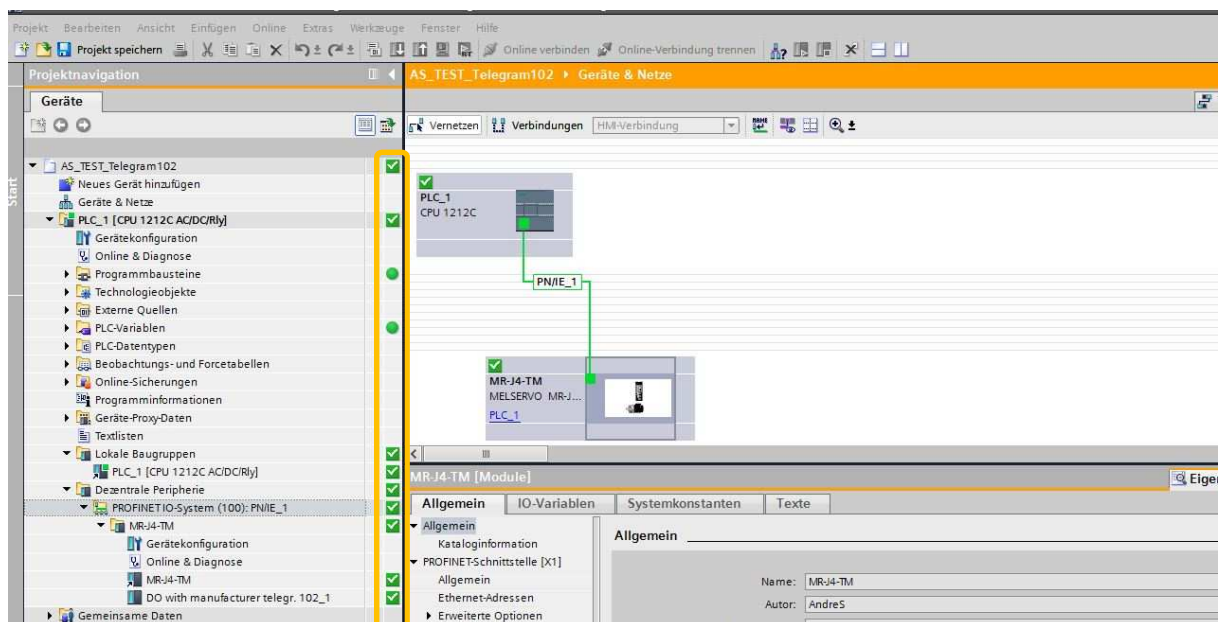 Projekt Bearbeiten Ansicht Einfügen Online Extras Werkzeuge Fenster Hilfe
Projekt speichern Online verbinden Online-Verbindung trennen
Projektnavigation
AS_TEST_Telegram102 Geräte & Netze
Geräte
Vernetzen Verbindungen HMI-Verbindung
Start
AS_TEST_Telegram102
Neues Gerät hinzufügen
Geräte & Netze
PLC_1 [CPU 1212C AC/DC/Rly]
Gerätekonfiguration
Online & Diagnose
Programmbausteine
Technologieobjekte
Externe Quellen
PLC-Variablen
PLC-Datentypen
Beobachtungs- und Forcetabellen
Online-Sicherungen
Programminformationen
Geräte-Proxy-Daten
Textlisten
Lokale Baugruppen
PLC_1 [CPU 1212C AC/DC/Rly]
Dezentrale Peripherie
PROFINET IO-System (100): PN/IE_1
MR-J4-TM
Gerätekonfiguration
Online & Diagnose
MR-J4-TM
DO with manufacturer telegr. 102_1
Gemeinsame Daten
PLC_1
CPU 1212C
PN/IE_1
MR-J4-TM
MELSERVO MR-J...
PLC_1
MR-J4-TM [Module]
Eiger
Allgemein IO-Variablen Systemkonstanten Texte
Allgemein
Kataloginformation
PROFINET-Schnittstelle [X1]
Allgemein
Ethernet-Adressen
Erweiterte Optionen
Allgemein
Name: MR-J4-TM
Autor: AndreS